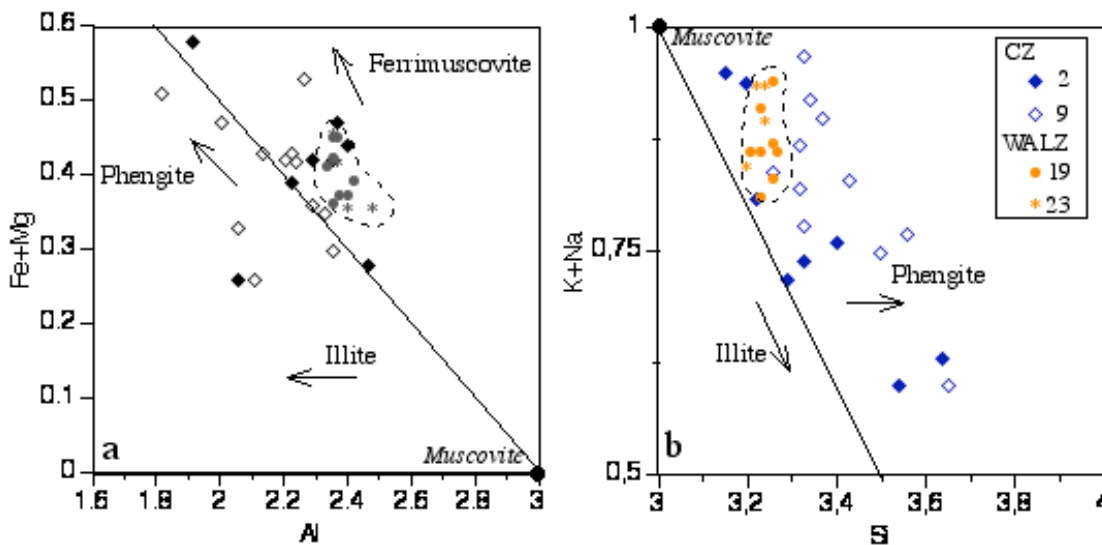 0.6
0.5
0.4
0.3
0.2
0.1
0
Fe+Mg
Ferrimuscovite
Phengite
Illite
a
Muscovite
1.6 1.8 2 2.2 2.4 2.6 2.8 3
Al
1
0,75
0,5
K+Na
Muscovite
CZ
2
9
WALZ
19
23
Phengite
Illite
b
3 3,2 3,4 3,6 3,8 4
Si